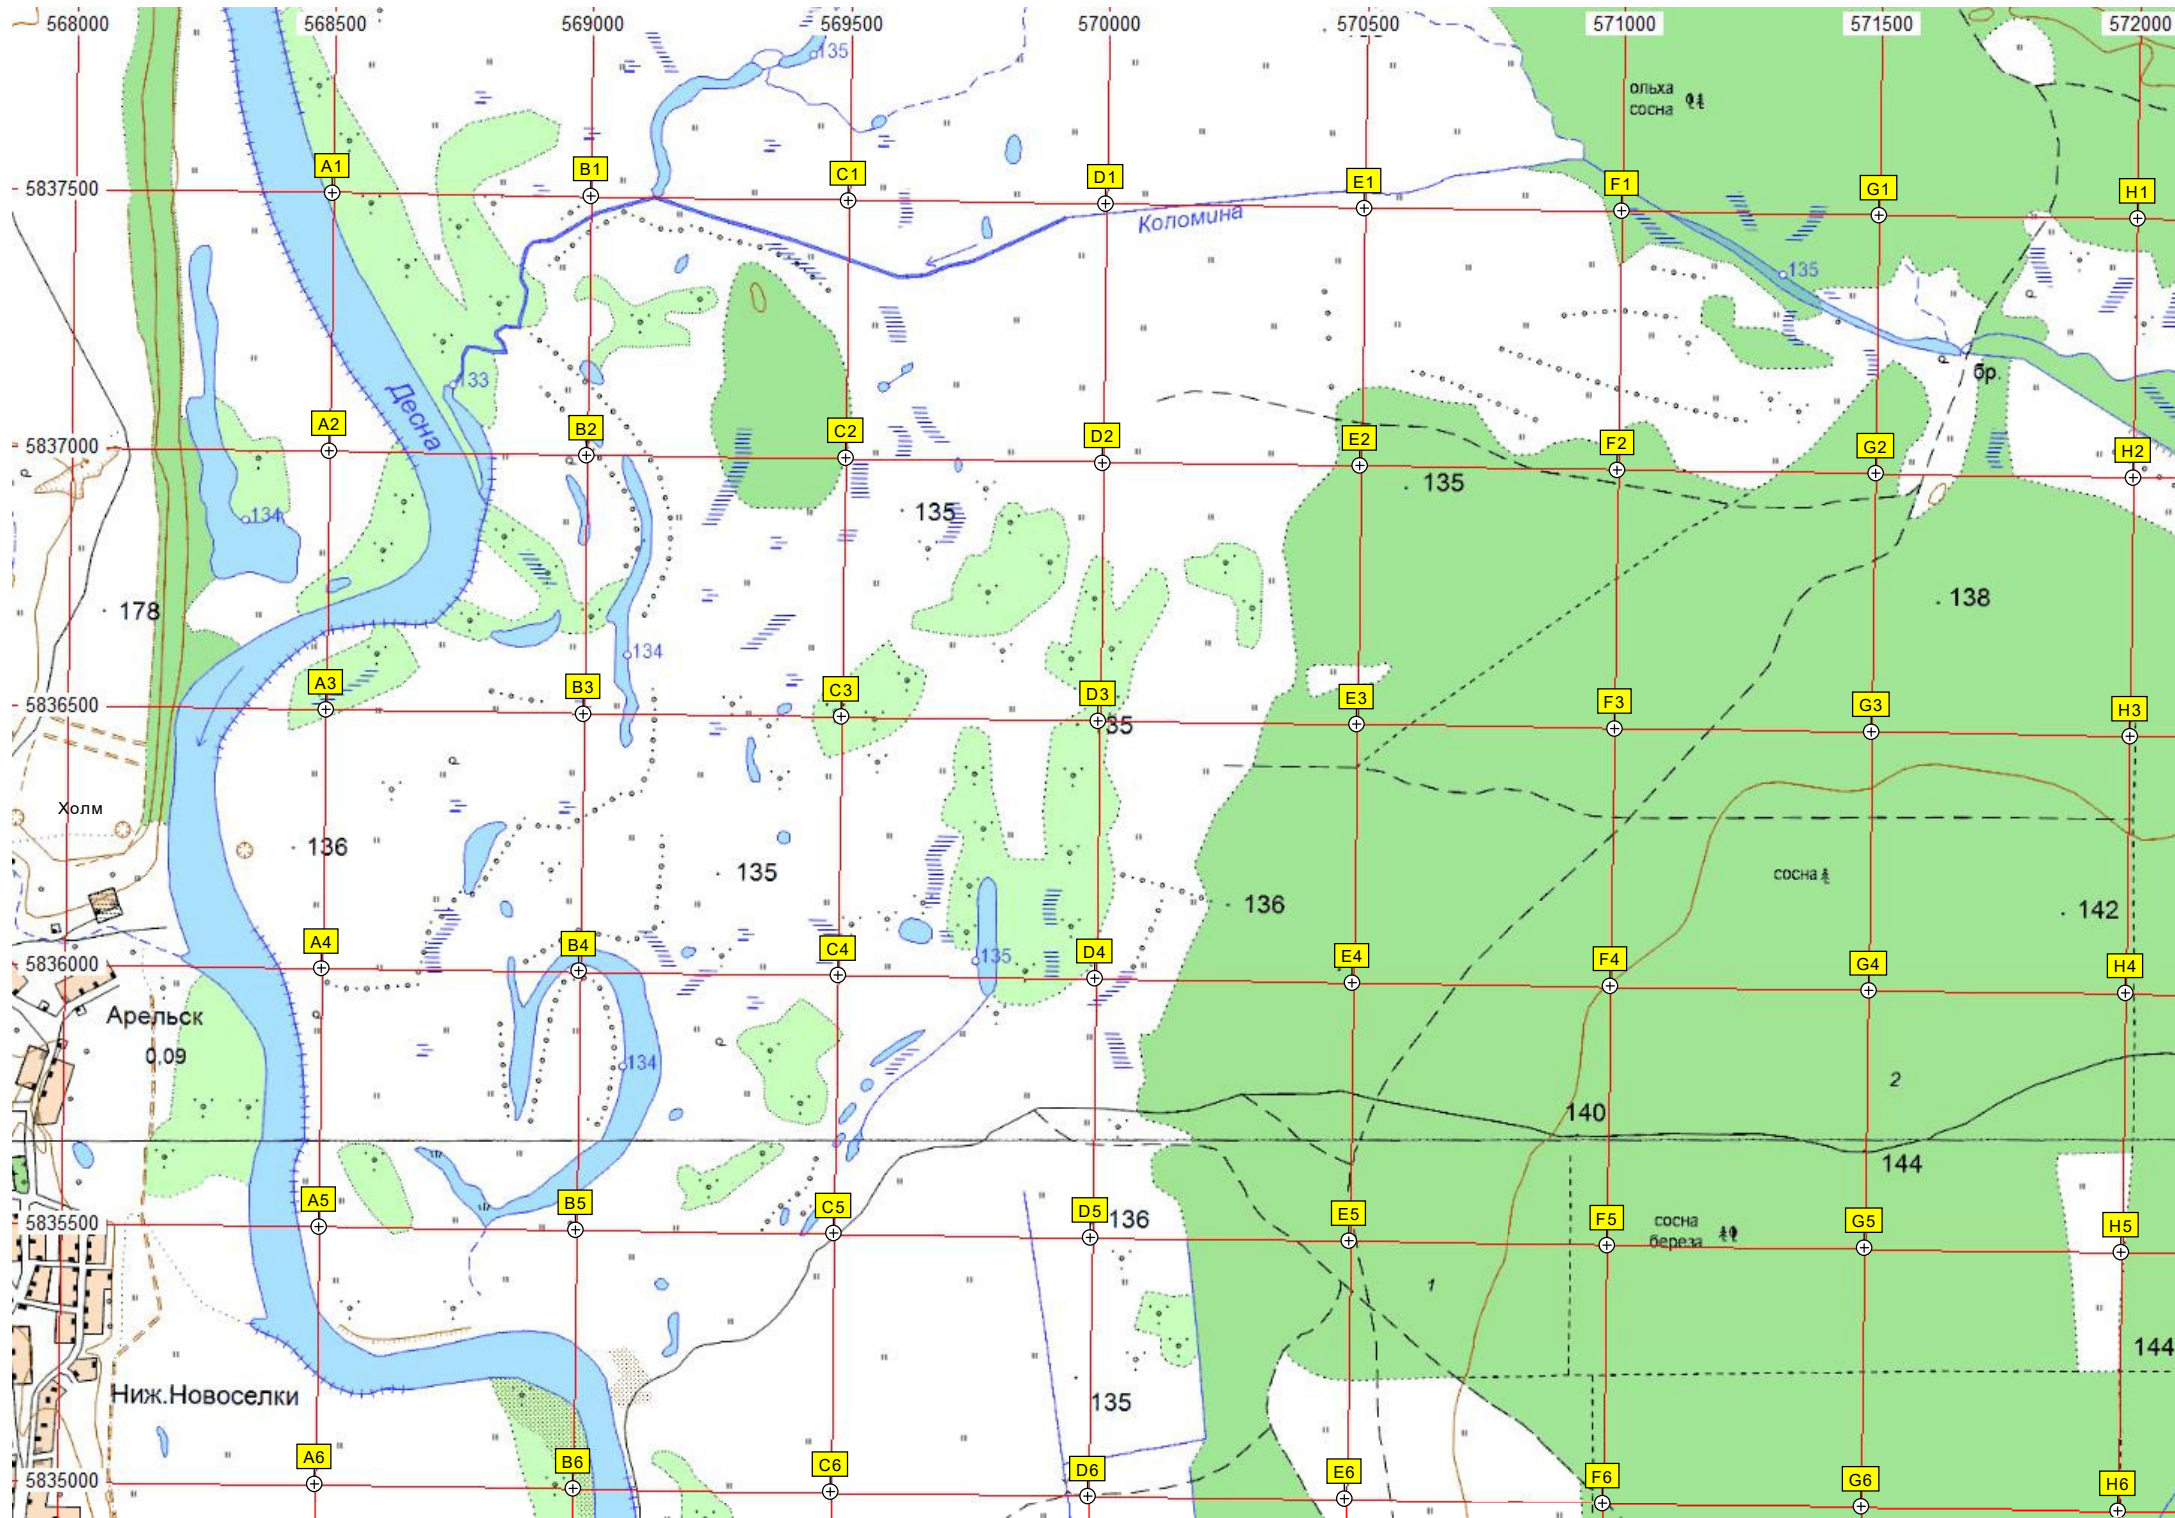 568000 568500 569000 569500 570000 570500 571000 571500 572000
135
ольха
сосна
A1 B1 C1 D1 E1 F1 G1 H1
5837500
Коломина
135
133
бр.
Десна
A2 B2 C2 D2 E2 F2 G2 H2
5837000
135
134
135
138
178
134
A3 B3 C3 D3 E3 F3 G3 H3
5836500
35
Холм
136
135
сосна
136
142
A4 B4 C4 D4 E4 F4 G4 H4
5836000
135
Арельск
0.09
134
2
140
144
A5 B5 C5 D5 E5 F5 G5 H5
5835500
136
сосна
береза
1
144
Ниж.Новоселки
135
A6 B6 C6 D6 E6 F6 G6 H6
5835000